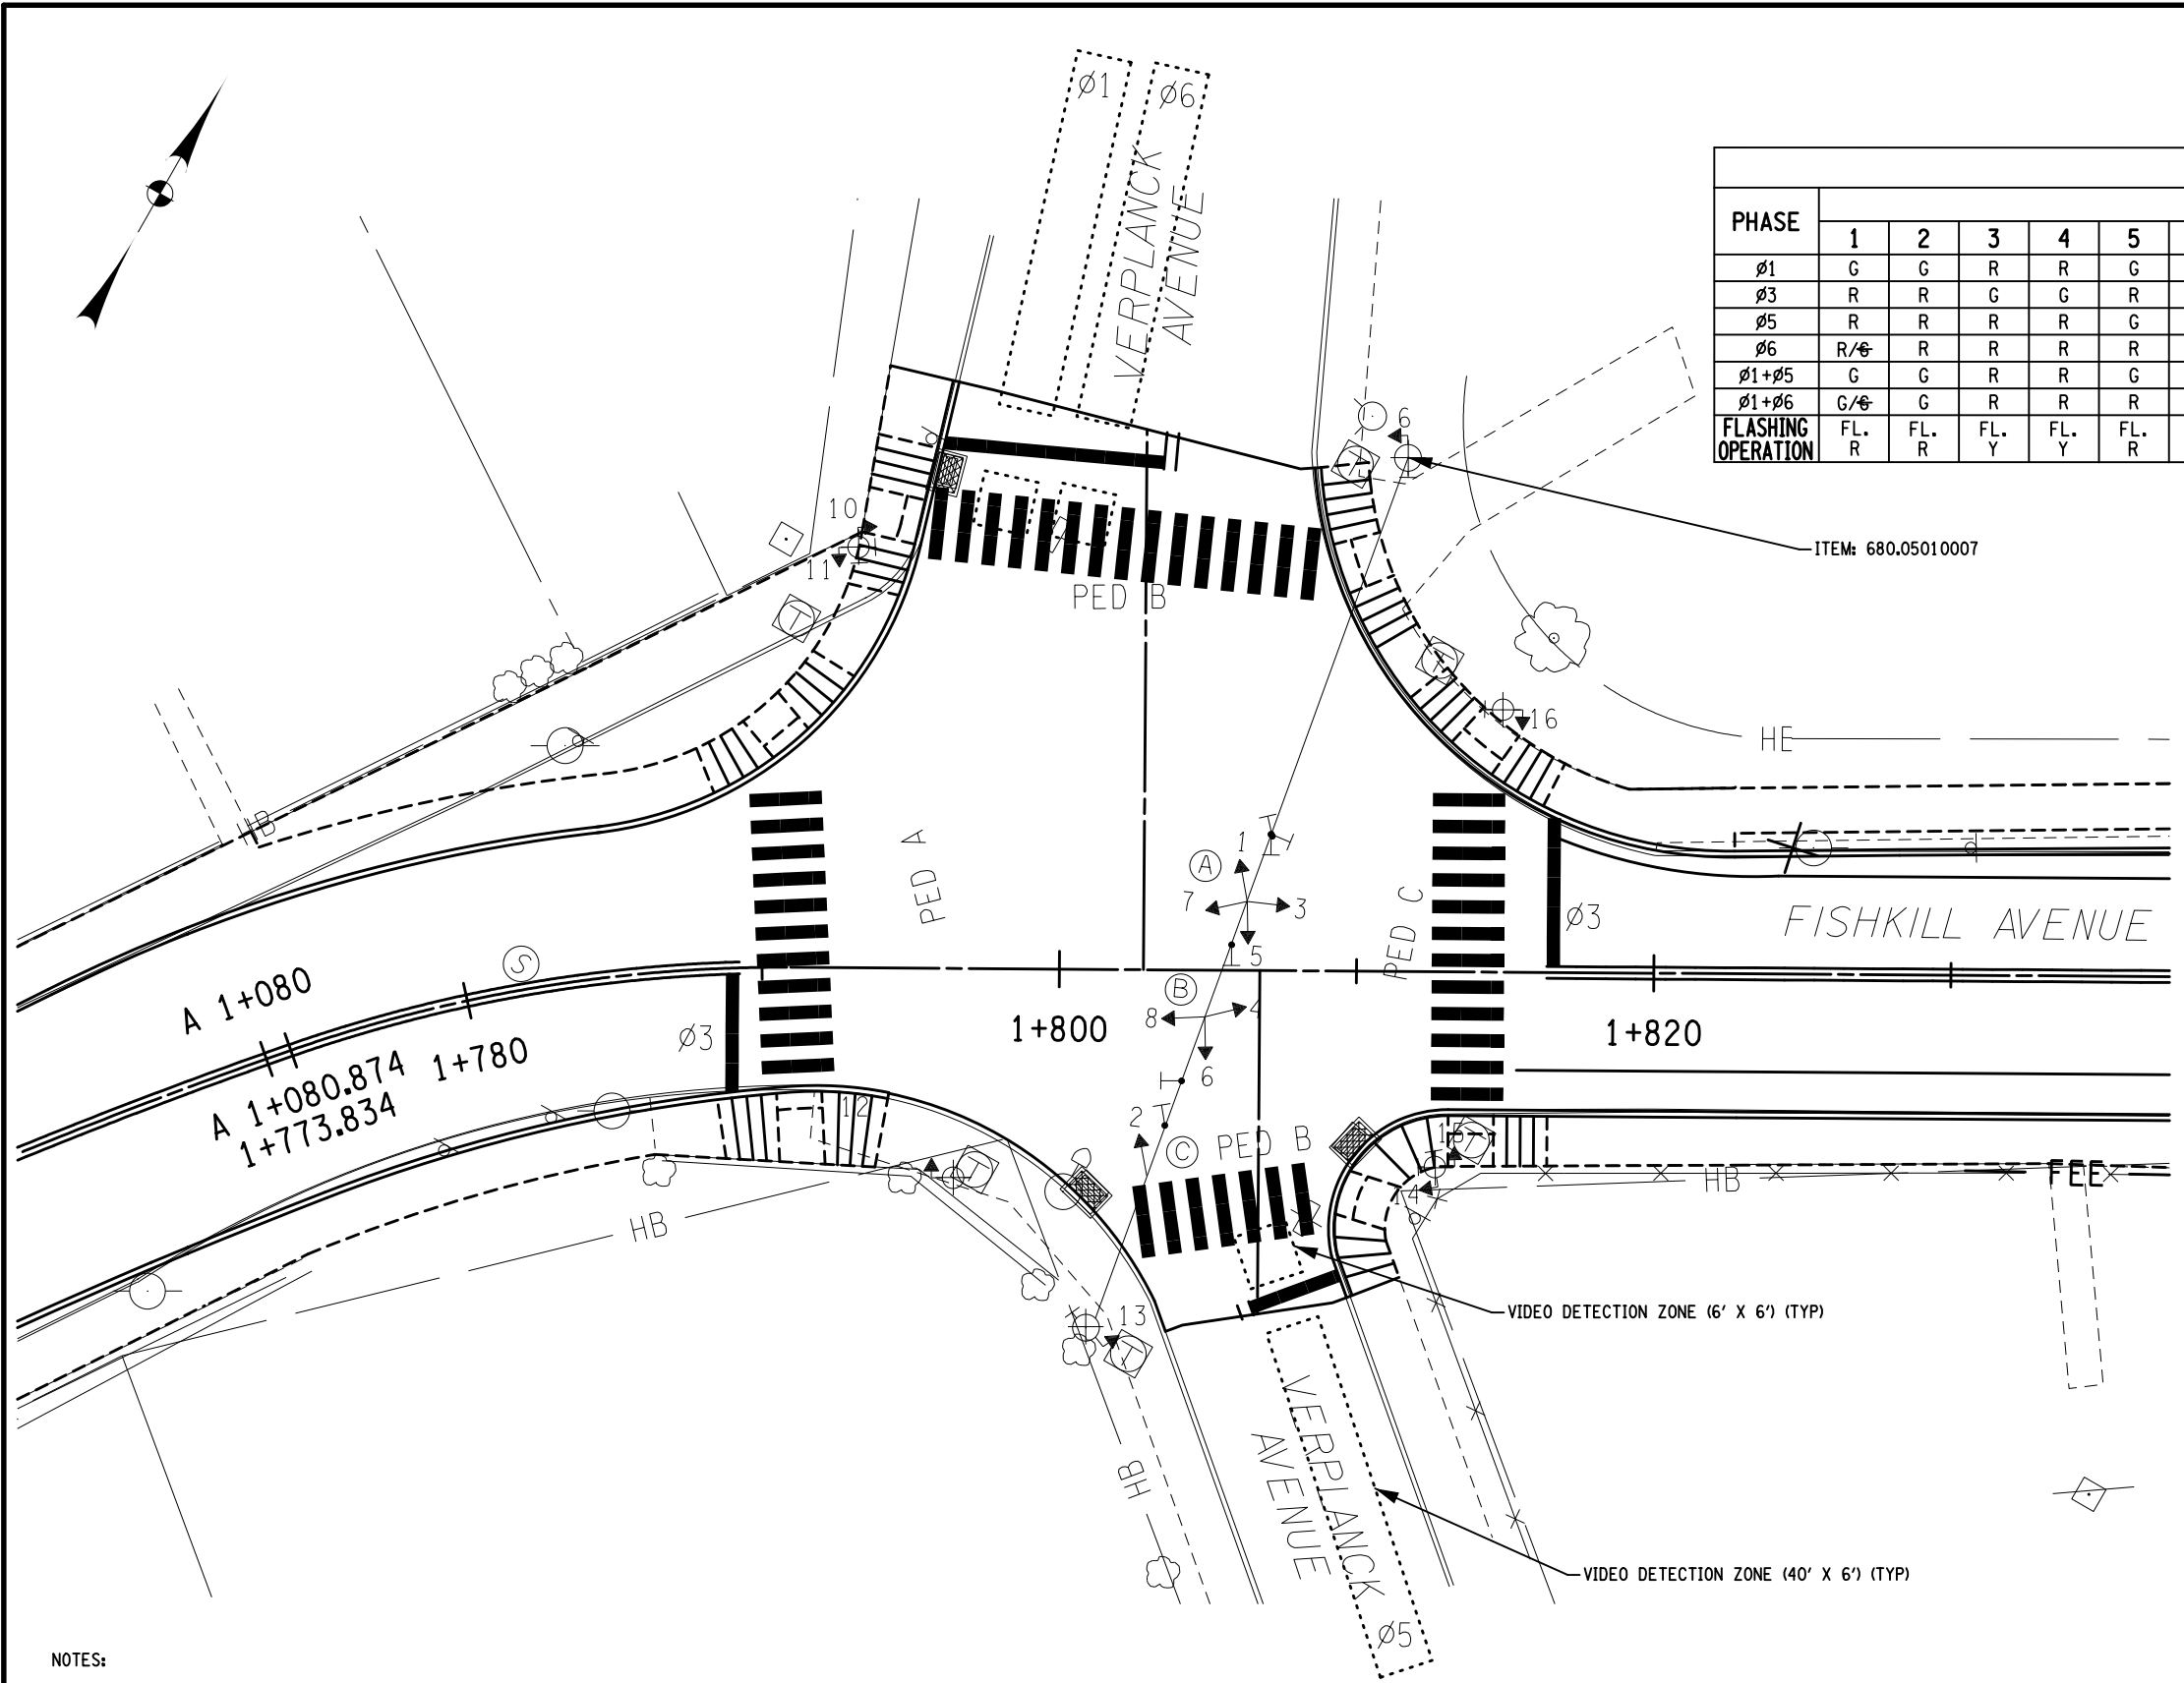 Ø1
Ø6
VERPLANCK
AVENUE
PHASE
1 2 3 4 5
Ø1 G G R R G
Ø3 R R G G R
Ø5 R R R R G
Ø6 R/G R R R R
Ø1+Ø5 G G R R G
Ø1+Ø6 G/G G R R R
FLASHING OPERATION FL. R FL. R FL. Y FL. Y FL. R
6
ITEM: 680.05010007
10
11
T
PED B
16
HE
HB
PED A
1
A
7
3
5
PED C
Ø3
FISHKILL AVENUE
S
A 1+080
B
8
4
6
Ø3
1+800
1+820
A 1+080.874
1+773.834
1+780
12
2
C
PED B
15
14
HB
FEE
HB
T
13
T
VIDEO DETECTION ZONE (6' X 6') (TYP)
VERPLANCK
AVENUE
HB
VIDEO DETECTION ZONE (40' X 6') (TYP)
Ø5
NOTES: